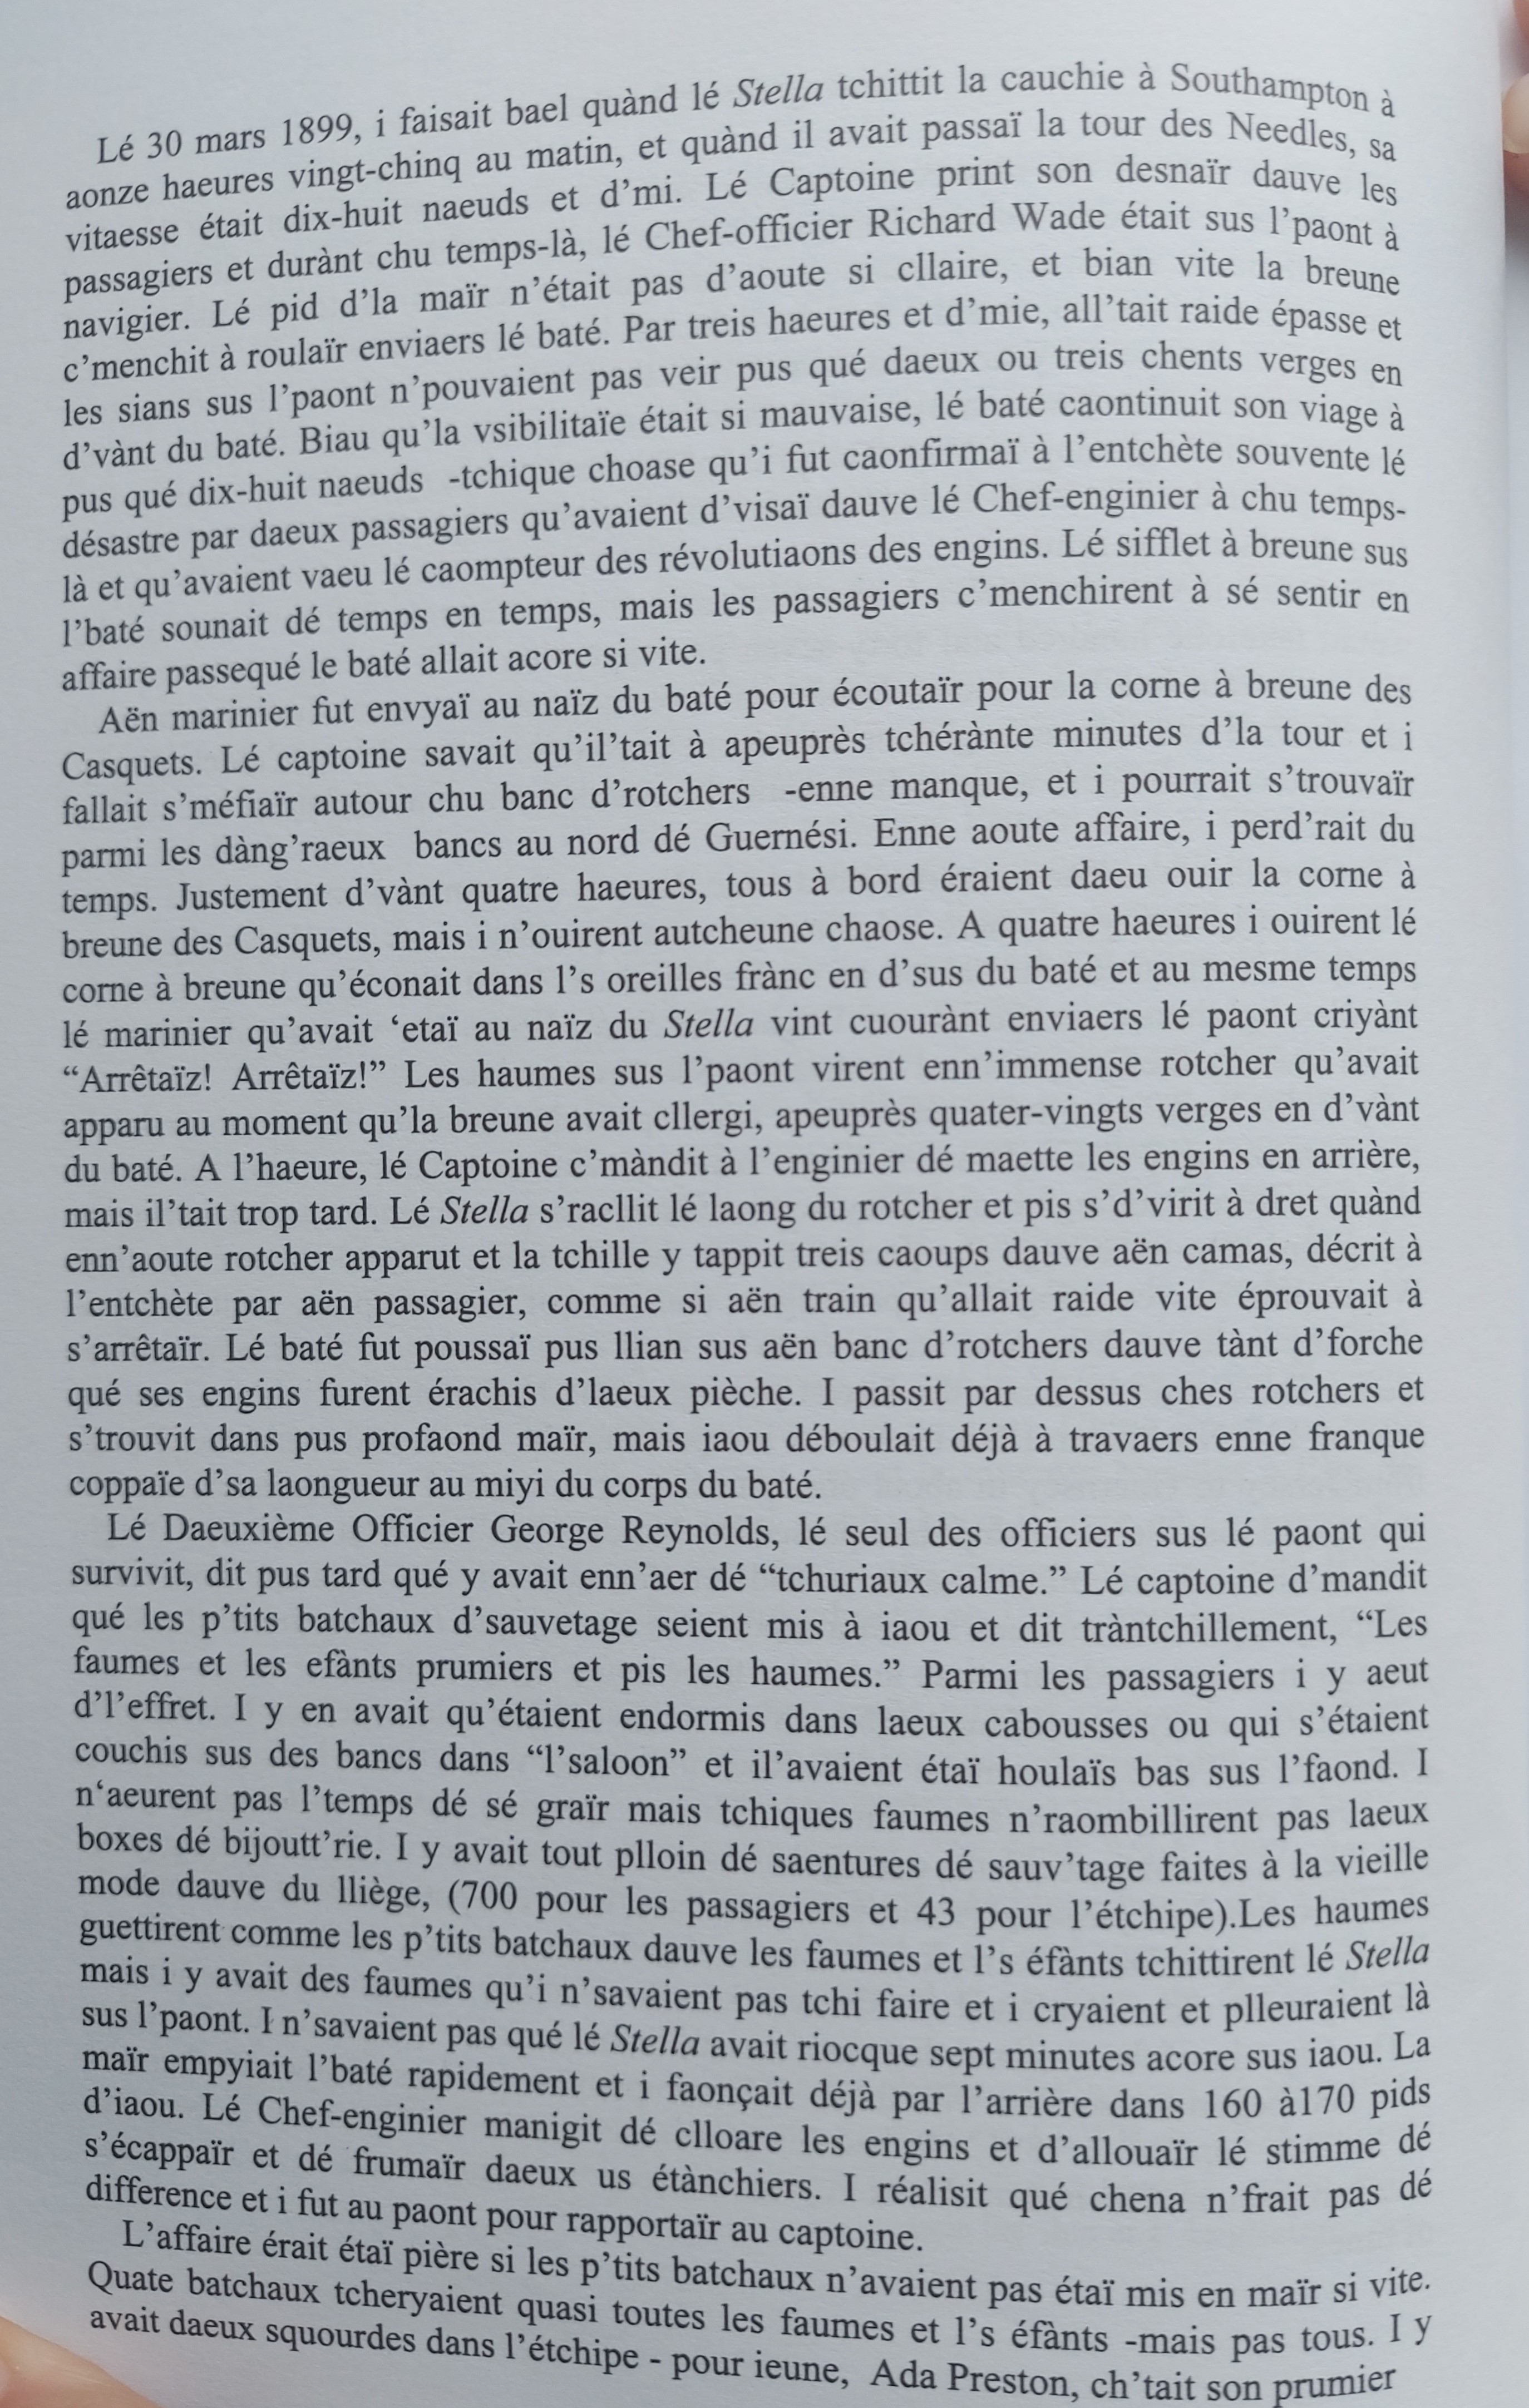 Lé 30 mars 1899, i faisait bael quànd lé Stella tchittit la cauchie à Southampton à
aonze haeures vingt-chinq au matin, et quànd il avait passaï la tour des Needles, sa
vitaesse était dix-huit naeuds et d’mi. Lé Captoine print son desnaïr dauve les
passagiers et durànt chu temps-là, lé Chef-officier Richard Wade était sus l’paont à
navigier. Lé pid d’la maïr n’était pas d’aoute si cllaire, et bian vite la breune
c’menchit à roulaïr enviaers lé baté. Par treis haeures et d’mie, all’tait raide épasse et
les sians sus l’paont n’pouvaient pas veir pus qué daeux ou treis chents verges en
d’vànt du baté. Biau qu’la vsibilitaïe était si mauvaise, lé baté caontinuit son viage à
pus qué dix-huit naeuds -tchique choase qu’i fut caonfirmaï à l’entchète souvente lé
désastre par daeux passagiers qu’avaient d’visaï dauve lé Chef-enginier à chu temps-
là et qu’avaient vaeu lé caompteur des révolutiaons des engins. Lé sifflet à breune sus
l’baté sounait dé temps en temps, mais les passagiers c’menchirent à sé sentir en
affaire passequé le baté allait acore si vite.
Aën marinier fut envyaï au naïz du baté pour écoutaïr pour la corne à breune des
Casquets. Lé captoine savait qu’il’tait à apeuprès tchérànte minutes d’la tour et i
fallait s’méfiaïr autour chu banc d’rotchers -enne manque, et i pourrait s’trouvaïr
parmi les dàng’raeux bancs au nord dé Guernési. Enne aoute affaire, i perd’rait du
temps. Justement d’vànt quatre haeures, tous à bord éraient daeu ouir la corne à
breune des Casquets, mais i n’ouirent autcheune chaose. A quatre haeures i ouirent lé
corne à breune qu’éconait dans l’s oreilles frànc en d’sus du baté et au mesme temps
lé marinier qu’avait ‘etaï au naïz du Stella vint cuourànt enviaers lé paont criyànt
“Arrêtaïz! Arrêtaïz!” Les haumes sus l’paont virent enn’immense rotcher qu’avait
apparu au moment qu’la breune avait cllergi, apeuprès quater-vingts verges en d’vànt
du baté. A l’haeure, lé Captoine c’màndit à l’enginier dé maette les engins en arrière,
mais il’tait trop tard. Lé Stella s’racllit lé laong du rotcher et pis s’d’virit à dret quànd
enn’aoute rotcher apparut et la tchille y tappit treis caoups dauve aën camas, décrit à
l’entchète par aën passagier, comme si aën train qu’allait raide vite éprouvait à
s’arrêtaïr. Lé baté fut poussaï pus llian sus aën banc d’rotchers dauve tànt d’forche
qué ses engins furent érachis d’laeux pièche. I passit par dessus ches rotchers et
s’trouvit dans pus profaond maïr, mais iaou déboulait déjà à travaers enne franque
coppaïe d’sa laongueur au miyi du corps du baté.
Lé Daeuxième Officier George Reynolds, lé seul des officiers sus lé paont qui
survivit, dit pus tard qué y avait enn’aer dé “tchuriaux calme.” Lé captoine d’mandit
qué les p’tits batchaux d’sauvetage seient mis à iaou et dit tràntchillement, “Les
faumes et les efànts prumiers et pis les haumes.” Parmi les passagiers i y aeut
d’l’effret. I y en avait qu’étaient endormis dans laeux cabousses ou qui s’étaient
couchis sus des bancs dans “l’saloon” et il’avaient étaï houlaïs bas sus l’faond. I
n‘aeurent pas l’temps dé sé graïr mais tchiques faumes n’raombillirent pas laeux
boxes dé bijoutt’rie. I y avait tout plloin dé saentures dé sauv’tage faites à la vieille
mode dauve du lliège, (700 pour les passagiers et 43 pour l’étchipe).Les haumes
guettirent comme les p’tits batchaux dauve les faumes et l’s éfànts tchittirent lé Stella
mais i y avait des faumes qu’i n’savaient pas tchi faire et i cryaient et plleuraient là
sus l’paont. I n’savaient pas qué lé Stella avait riocque sept minutes acore sus iaou. La
maïr empyiait l’baté rapidement et i faonçait déjà par l’arrière dans 160 à170 pids
d’iaou. Lé Chef-enginier manigit dé clloare les engins et d’allouaïr lé stimme dé
s’écappaïr et dé frumaïr daeux us étànchiers. I réalisit qué chena n’frait pas dé
difference et i fut au paont pour rapportaïr au captoine.
L’affaire érait étaï pière si les p’tits batchaux n’avaient pas étaï mis en maïr si vite.
Quate batchaux tcheryaient quasi toutes les faumes et l’s éfànts -mais pas tous. I y
avait daeux squourdes dans l’étchipe - pour ieune, Ada Preston, ch’tait son prumier